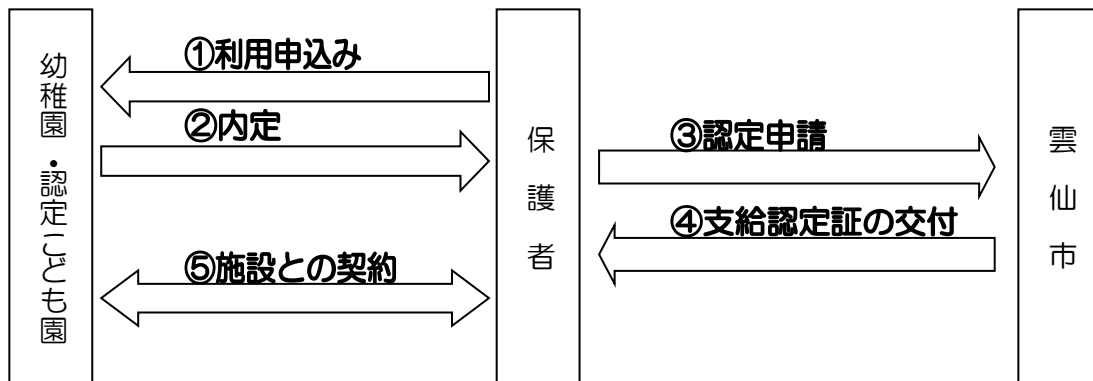 幼稚園・認定こども園
①利用申込み
②内定
⑤施設との契約
保護者
③認定申請
④支給認定証の交付
雲仙市